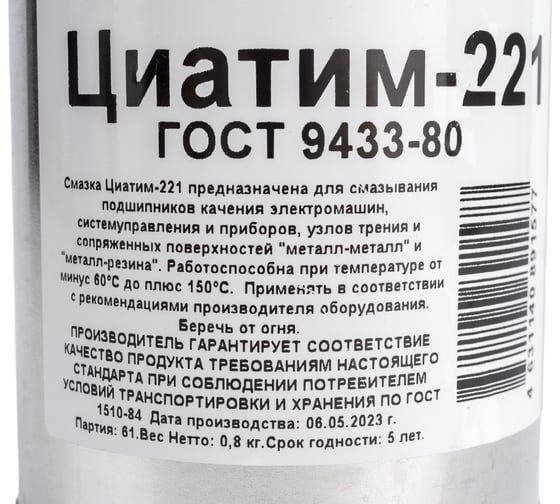 Циатим-221
ГОСТ 9433-80
Смазка Циатим-221 предназначена для смазывания
подшипников качения электромашин,
системуправления и приборов, узлов трения и
сопряженных поверхностей "металл-металл" и
"металл-резина". Работоспособна при температуре от
минус 60°С до плюс 150°С. Применять в соответствии
с рекомендациями производителя оборудования.
Беречь от огня.
ПРОИЗВОДИТЕЛЬ ГАРАНТИРУЕТ СООТВЕТСТВИЕ
КАЧЕСТВО ПРОДУКТА ТРЕБОВАНИЯМ НАСТОЯЩЕГО
СТАНДАРТА ПРИ СОБЛЮДЕНИИ ПОТРЕБИТЕЛЕМ
УСЛОВИЙ ТРАНСПОРТИРОВКИ И ХРАНЕНИЯ ПО ГОСТ
1510-84 Дата производства: 06.05.2023 г.
Партия: 61.Вес Нетто: 0,8 кг.Срок годности: 5 лет.
4 631140 891577